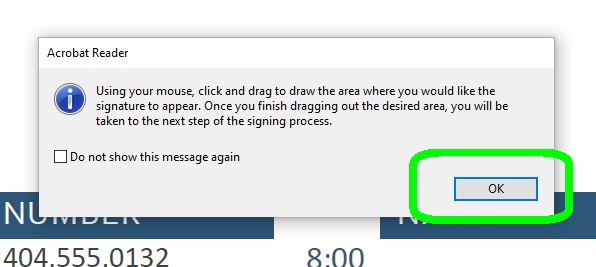 Acrobat Reader
Using your mouse, click and drag to draw the area where you would like the
signature to appear. Once you finish dragging out the desired area, you will be
taken to the next step of the signing process.
Do not show this message again
OK
NUMBER
404.555.0132 8:00